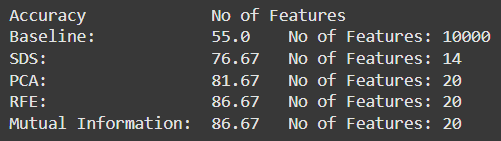 Accuracy No of Features
Baseline: 55.0 No of Features: 10000
SDS: 76.67 No of Features: 14
PCA: 81.67 No of Features: 20
RFE: 86.67 No of Features: 20
Mutual Information: 86.67 No of Features: 20